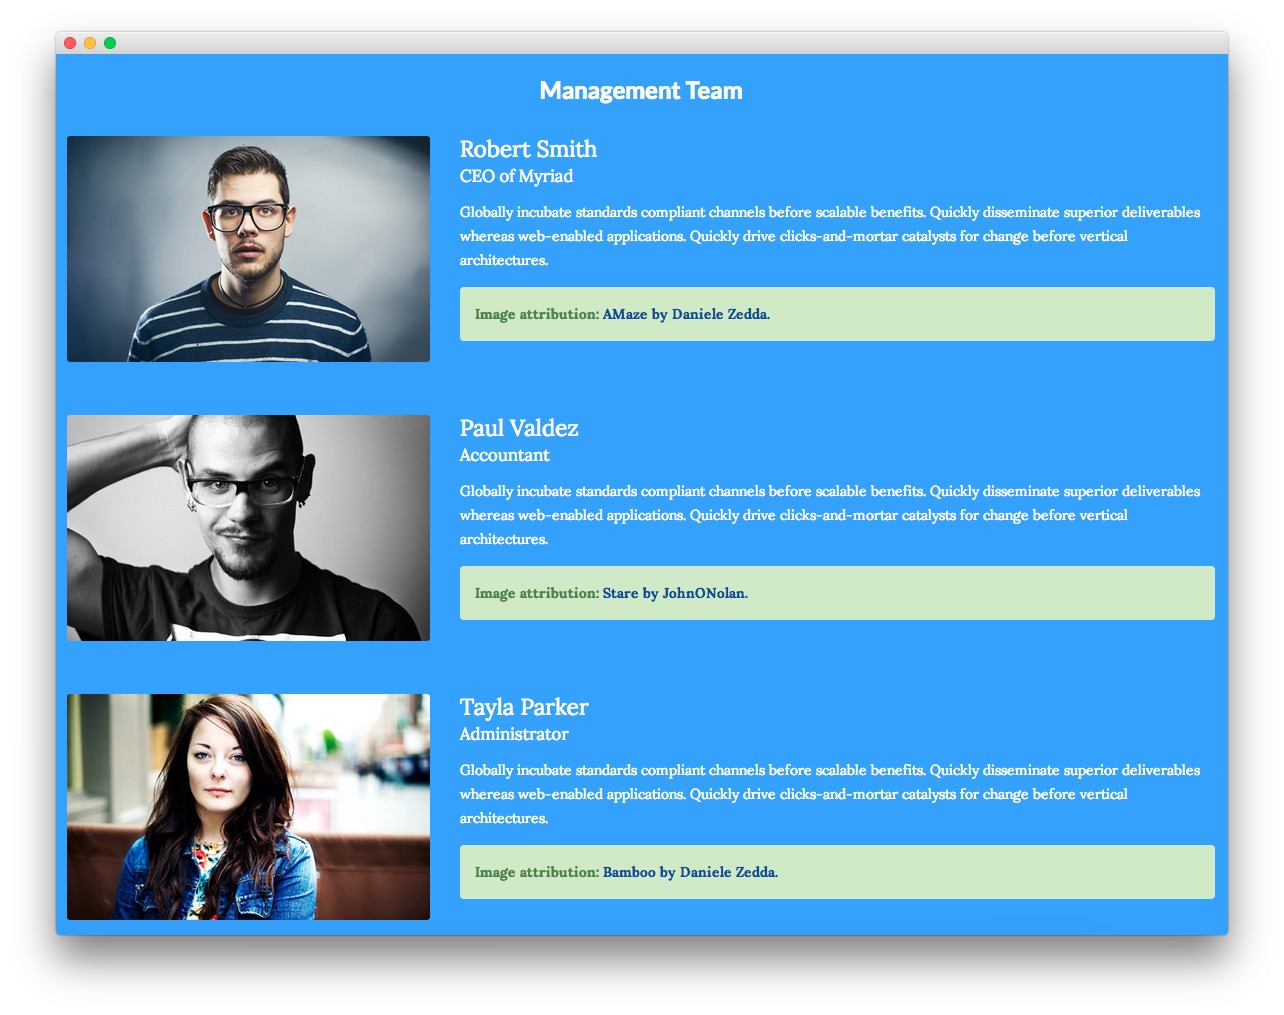 Management Team
Robert Smith
CEO of Myriad
Globally incubate standards compliant channels before scalable benefits. Quickly disseminate superior deliverables
whereas web-enabled applications. Quickly drive clicks-and-mortar catalysts for change before vertical
architectures.
Image attribution: AMaze by Daniele Zedda.
Paul Valdez
Accountant
Globally incubate standards compliant channels before scalable benefits. Quickly disseminate superior deliverables
whereas web-enabled applications. Quickly drive clicks-and-mortar catalysts for change before vertical
architectures.
Image attribution: Stare by JohnONolan.
Tayla Parker
Administrator
Globally incubate standards compliant channels before scalable benefits. Quickly disseminate superior deliverables
whereas web-enabled applications. Quickly drive clicks-and-mortar catalysts for change before vertical
architectures.
Image attribution: Bamboo by Daniele Zedda.